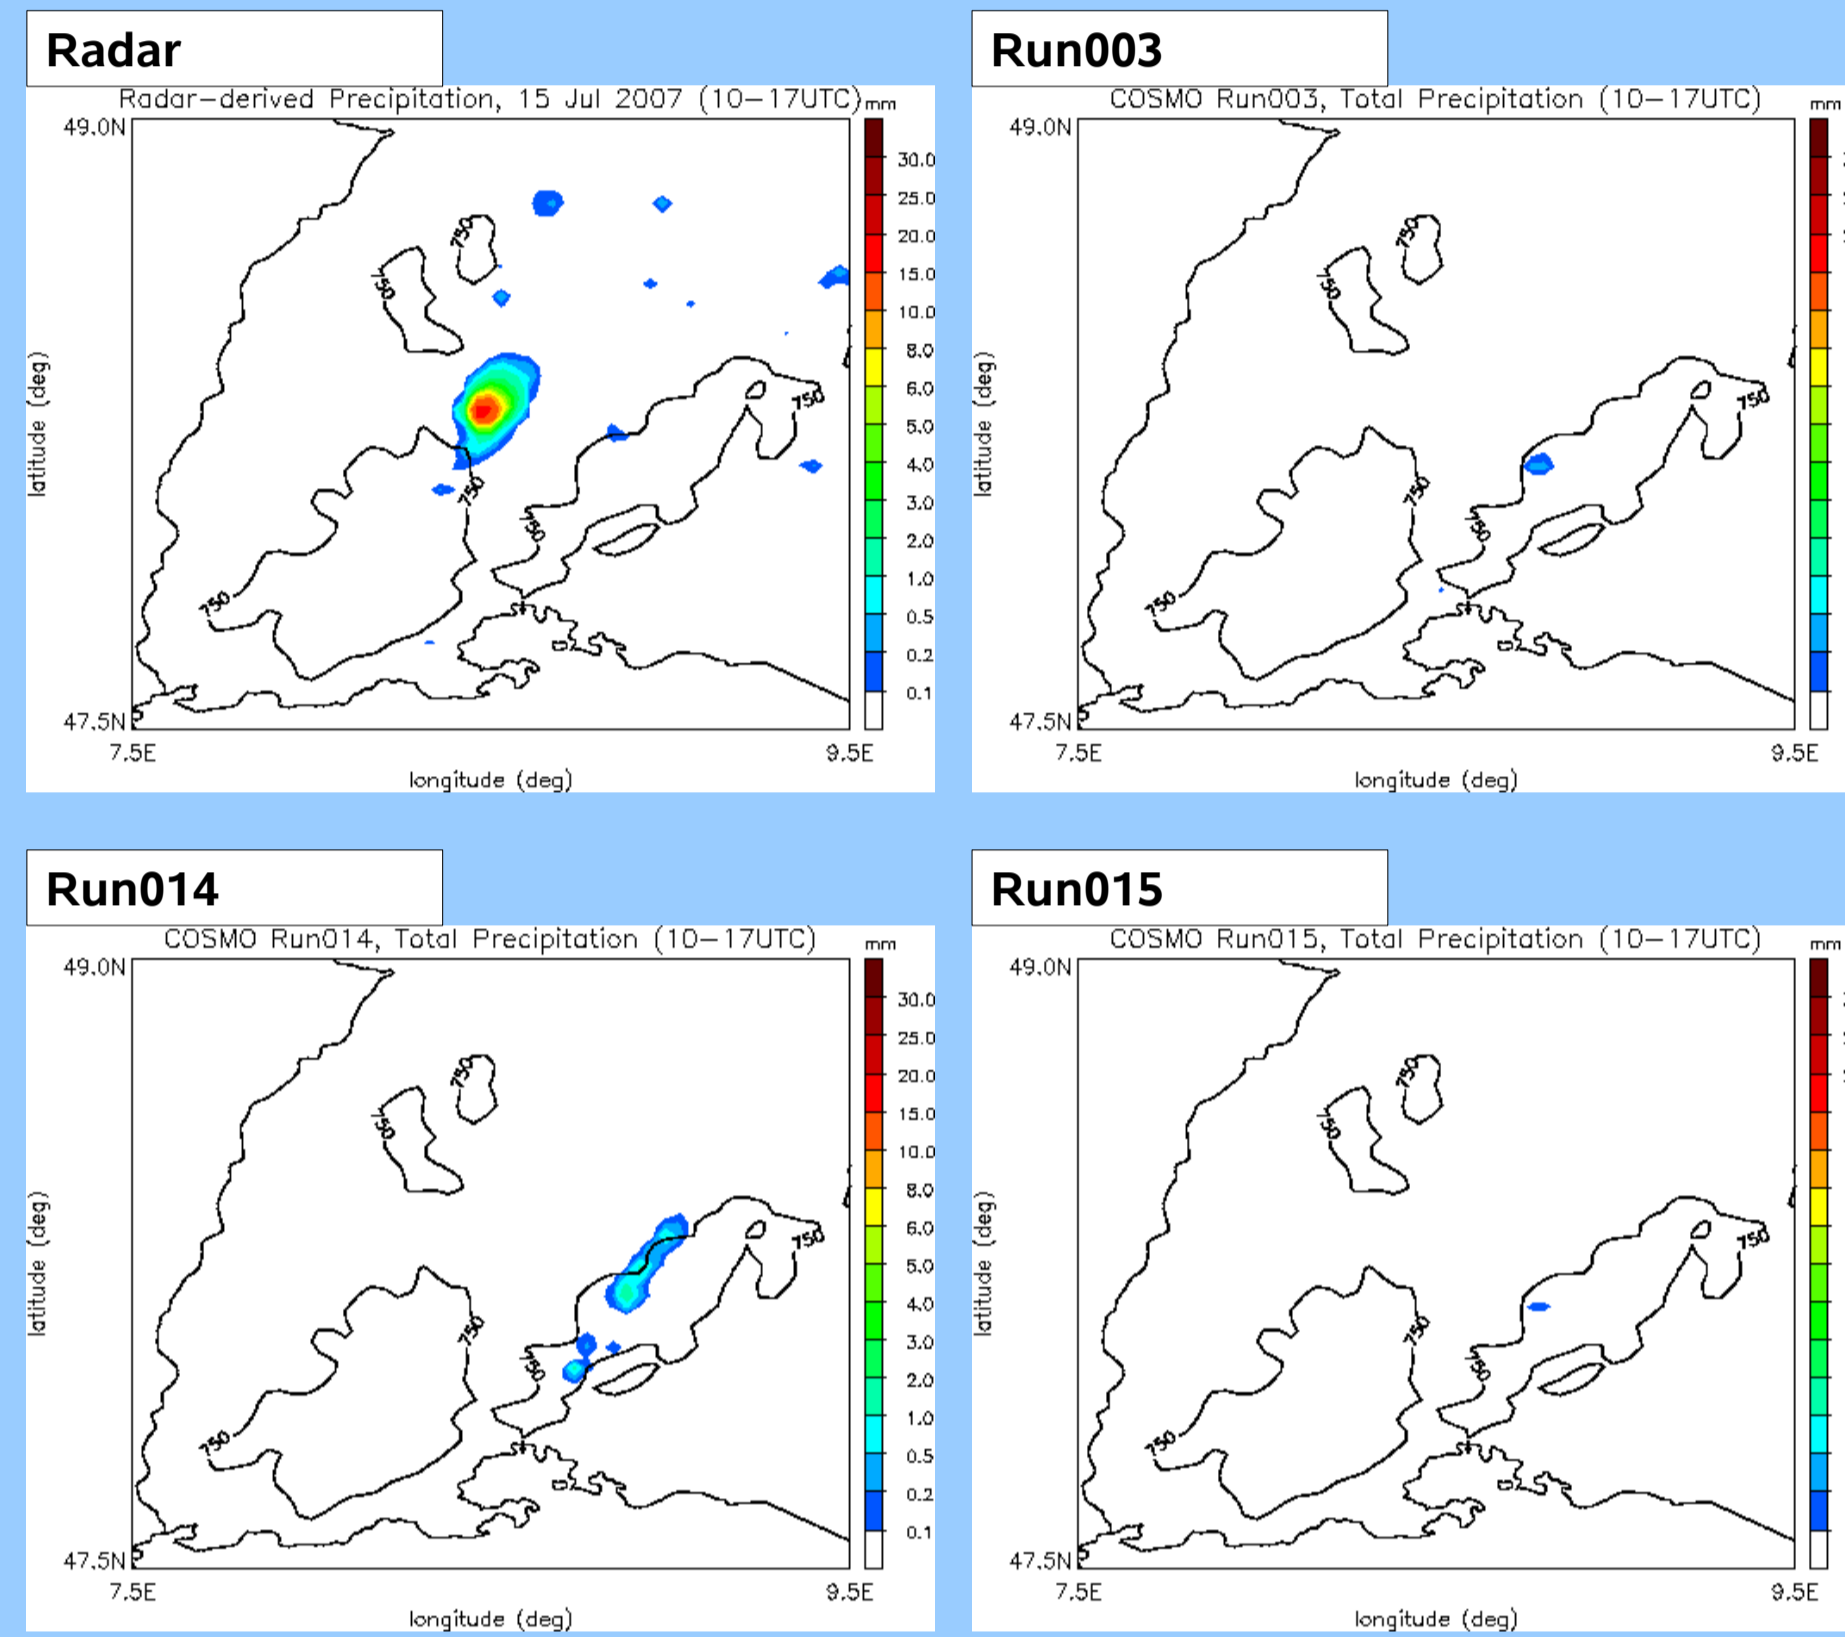 Radar
Radar-derived Precipitation, 15 Jul 2007 (10-17UTC)
mm
49.0N
47.5N
7.5E
9.5E
longitude (deg)
latitude (deg)
750
750
750
750
750
750
30.0
25.0
20.0
15.0
10.0
8.0
6.0
5.0
4.0
3.0
2.0
1.0
0.5
0.2
0.1
Run003
COSMO Run003, Total Precipitation (10-17UTC)
mm
49.0N
47.5N
7.5E
9.5E
longitude (deg)
latitude (deg)
750
750
750
750
750
750
Run014
COSMO Run014, Total Precipitation (10-17UTC)
mm
49.0N
47.5N
7.5E
9.5E
longitude (deg)
latitude (deg)
750
750
750
750
750
750
30.0
25.0
20.0
15.0
10.0
8.0
6.0
5.0
4.0
3.0
2.0
1.0
0.5
0.2
0.1
Run015
COSMO Run015, Total Precipitation (10-17UTC)
mm
49.0N
47.5N
7.5E
9.5E
longitude (deg)
latitude (deg)
750
750
750
750
750
750